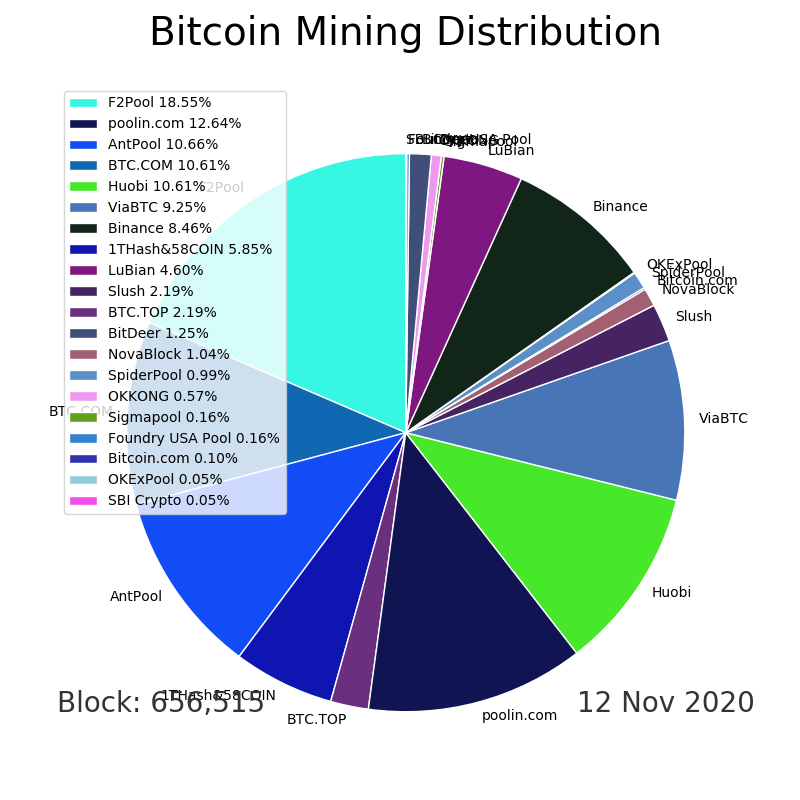 Bitcoin Mining Distribution
F2Pool 18.55%
poolin.com 12.64%
AntPool 10.66%
BTC.COM 10.61%
Huobi 10.61%
ViaBTC 9.25%
Binance 8.46%
1THash&58COIN 5.85%
LuBian 4.60%
Slush 2.19%
BTC.TOP 2.19%
BitDeer 1.25%
NovaBlock 1.04%
SpiderPool 0.99%
OKKONG 0.57%
Sigmapool 0.16%
Foundry USA Pool 0.16%
Bitcoin.com 0.10%
OKExPool 0.05%
SBI Crypto 0.05%
Sigmapool
LuBian
F2Pool
Binance
OKExPool
SpiderPool
Bitcoin.com
NovaBlock
Slush
BTC.COM
ViaBTC
Huobi
AntPool
1THash&58COIN
BTC.TOP
poolin.com
Block: 656,515
12 Nov 2020